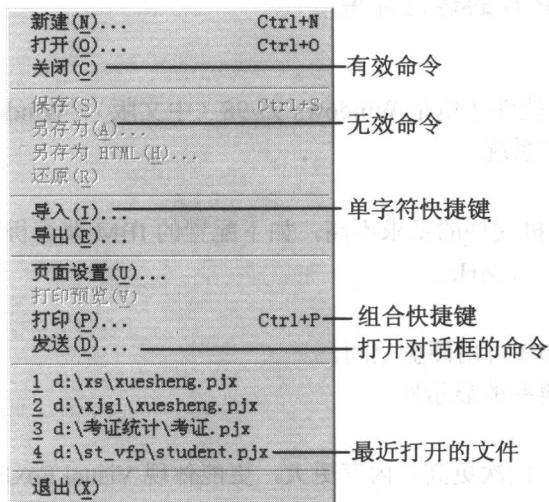 新建(N)... Ctrl+N
打开(O)... Ctrl+O
关闭(C) 有效命令
保存(S) Ctrl+S
另存为(A)... 无效命令
另存为 HTML(H)...
还原(R)
导入(I)... 单字符快捷键
导出(E)...
页面设置(U)...
打印预览(V)
打印(P)... Ctrl+P 组合快捷键
发送(D)... 打开对话框的命令
1 d:\xs\xuesheng.pjx
2 d:\xjgl\xuesheng.pjx
3 d:\考证统计\考证.pjx
4 d:\st_vfp\student.pjx 最近打开的文件
退出(X)